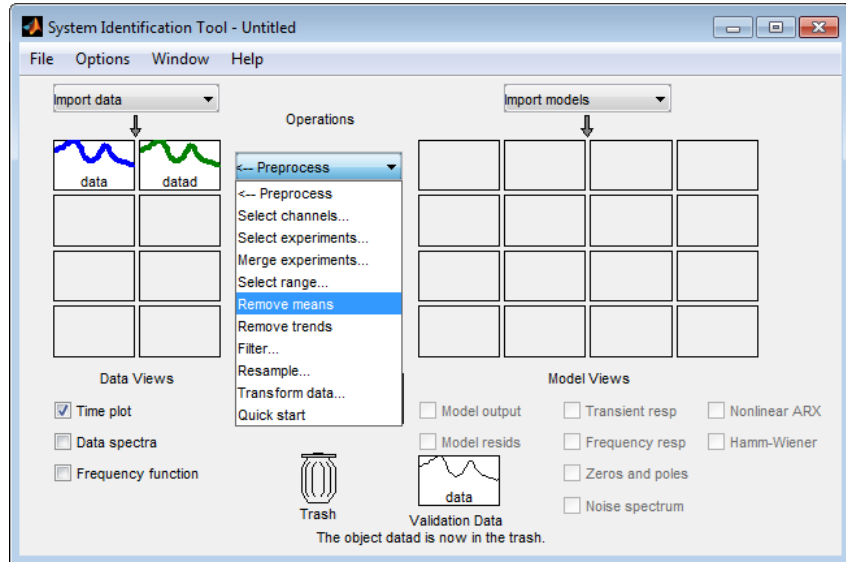 System Identification Tool - Untitled
File Options Window Help
Import data
Import models
Operations
data
datad
<-- Preprocess
<-- Preprocess
Select channels...
Select experiments...
Merge experiments...
Select range...
Remove means
Remove trends
Filter...
Resample...
Transform data...
Quick start
Data Views
Model Views
Time plot
Model output
Transient resp
Nonlinear ARX
Data spectra
Model resids
Frequency resp
Hamm-Wiener
Frequency function
Zeros and poles
data
Noise spectrum
Trash
Validation Data
The object datad is now in the trash.